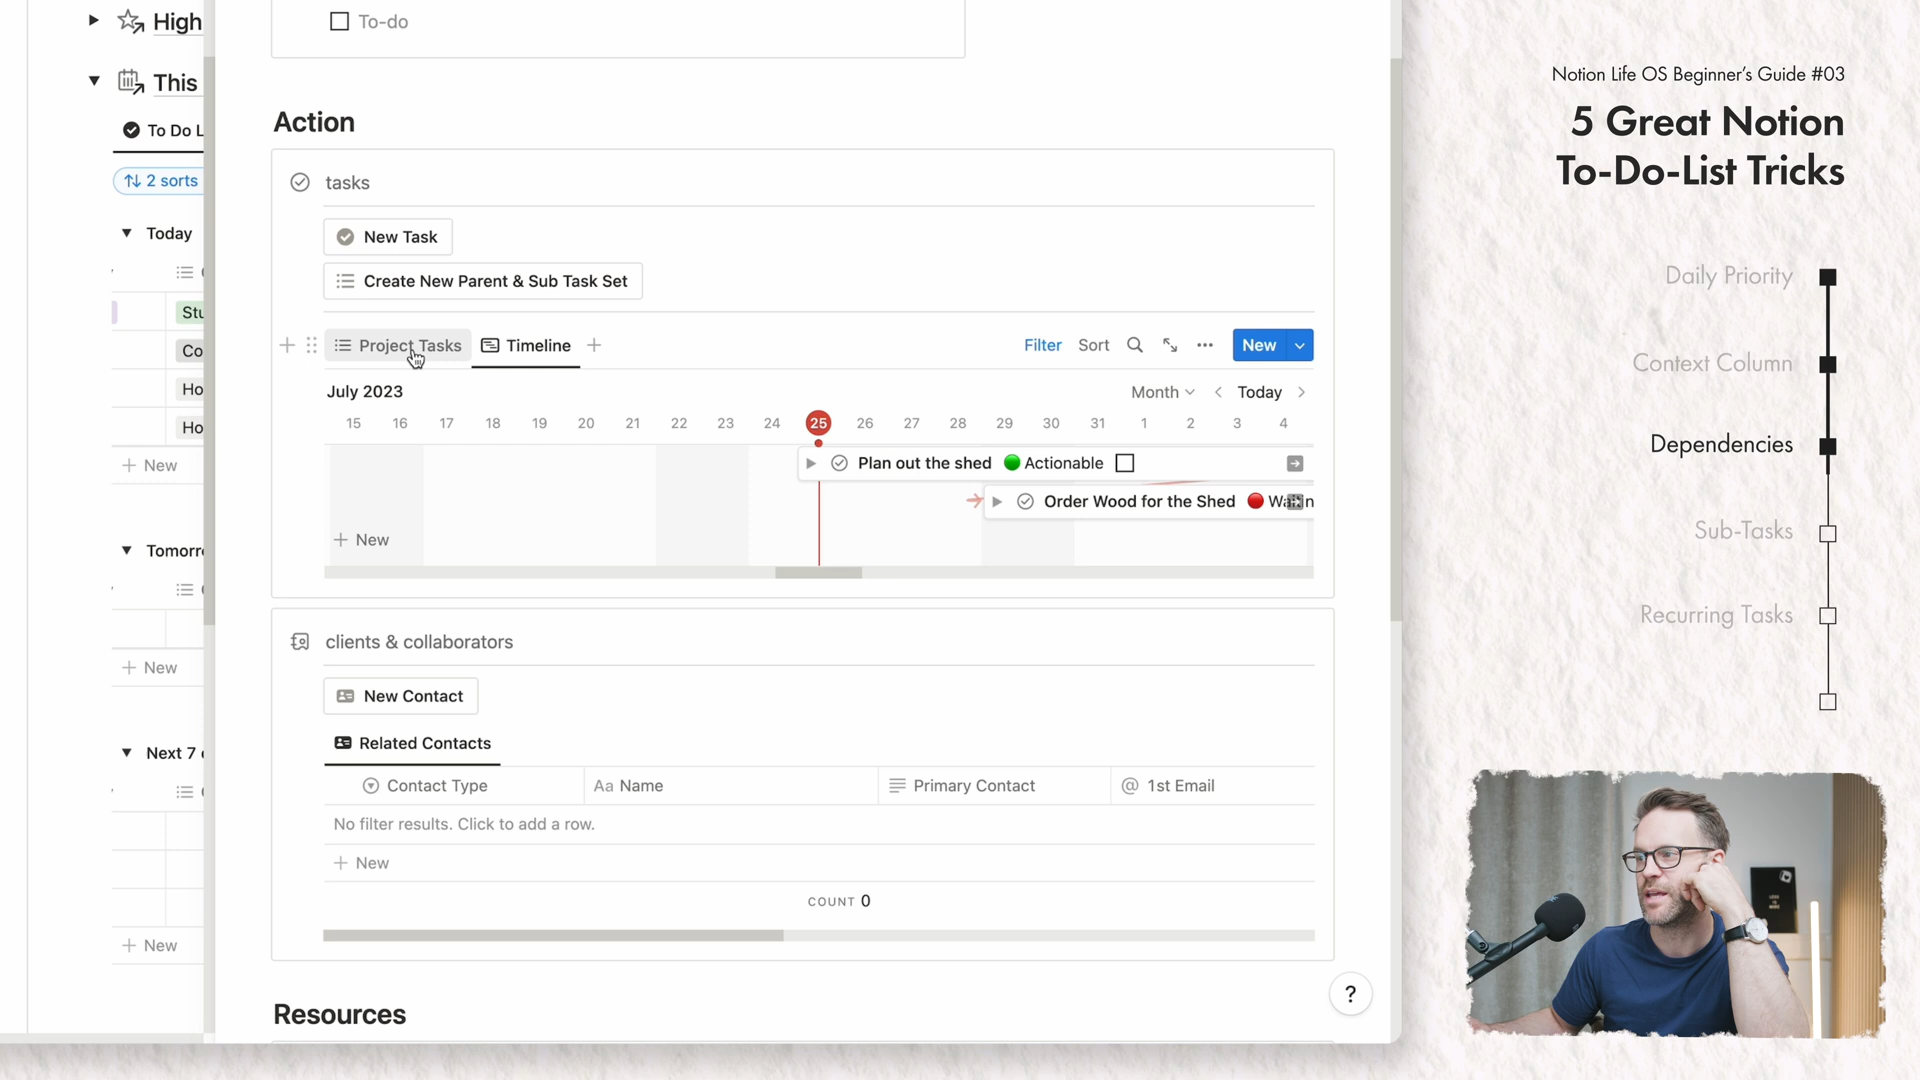 High
This
To Do L
2 sorts
Today
Stu
Co
Ho
Ho
New
Tomorr
New
Next 7
New
To-do
Action
tasks
New Task
Create New Parent & Sub Task Set
Project Tasks
Timeline
Filter
Sort
New
July 2023
Month
Today
15 16 17 18 19 20 21 22 23 24 25 26 27 28 29 30 31 1 2 3 4
Plan out the shed Actionable
Order Wood for the Shed
New
clients & collaborators
New Contact
Related Contacts
Contact Type
Aa Name
Primary Contact
@ 1st Email
No filter results. Click to add a row.
New
COUNT 0
Resources
?
Notion Life OS Beginner’s Guide #03
5 Great Notion
To-Do-List Tricks
Daily Priority
Context Column
Dependencies
Sub-Tasks
Recurring Tasks